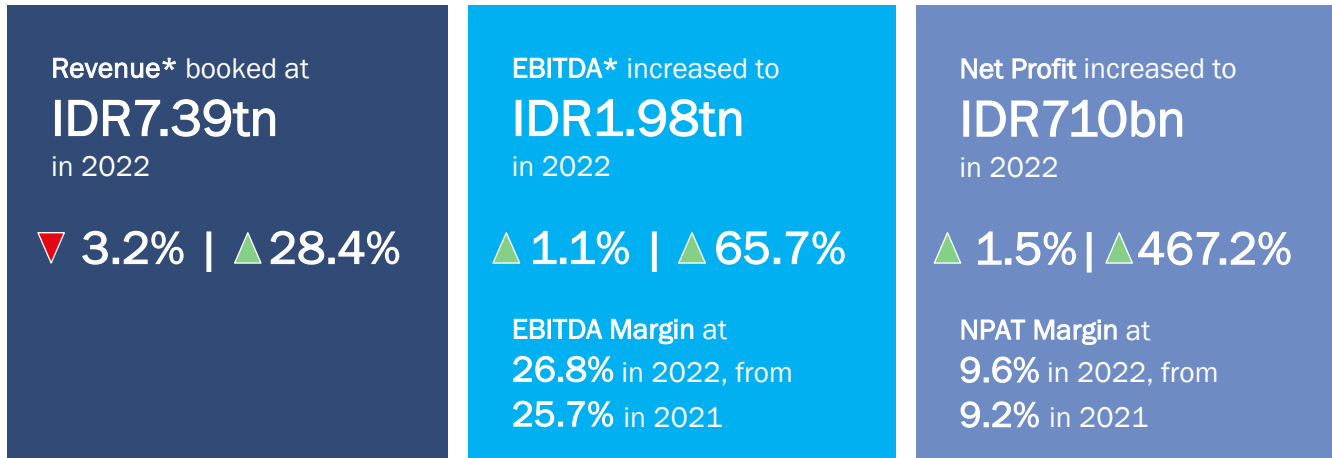 Revenue* booked at
IDR7.39tn
in 2022
3.2% | 28.4%
EBITDA* increased to
IDR1.98tn
in 2022
1.1% | 65.7%
EBITDA Margin at
26.8% in 2022, from
25.7% in 2021
Net Profit increased to
IDR710bn
in 2022
1.5% | 467.2%
NPAT Margin at
9.6% in 2022, from
9.2% in 2021